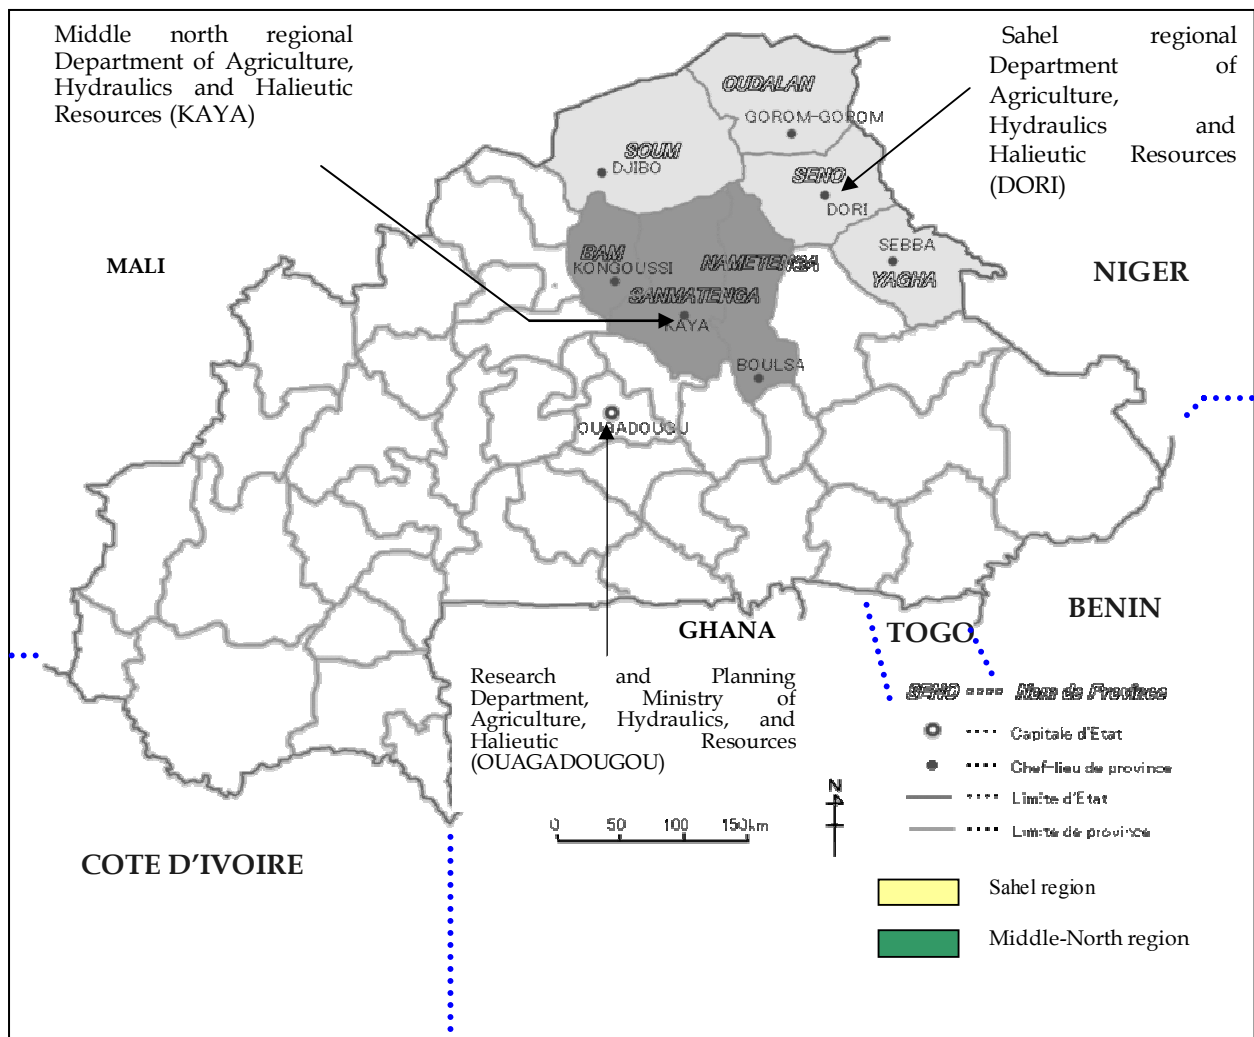 Middle north regional
Department of Agriculture,
Hydraulics and Halieutic
Resources (KAYA)
Sahel regional
Department of
Agriculture,
Hydraulics and
Halieutic Resources
(DORI)
OUDALAN
GOROM-GOROM
SOUM
DJIBO
SENO
DORI
SEBBA
YAGHA
BAM
KONGOUSSI
NAMETENGA
SANMATENGA
KAYA
BOULSA
OUGADOUGU
MALI
NIGER
BENIN
GHANA
TOGO
COTE D'IVOIRE
Research and Planning
Department, Ministry of
Agriculture, Hydraulics, and
Halieutic Resources
(OUAGADOUGOU)
SENO Nom de Province
Capitale d'Etat
Chef-lieu de province
Limite d'Etat
Limite de province
N
0 50 100 150km
Sahel region
Middle-North region